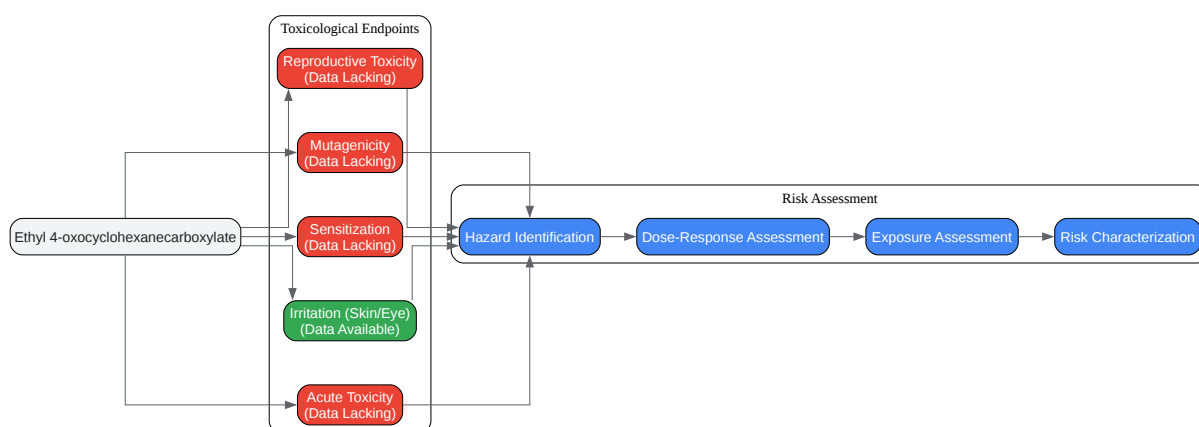 Toxicological Endpoints
Reproductive Toxicity
(Data Lacking)
Mutagenicity
(Data Lacking)
Risk Assessment
Ethyl 4-oxocyclohexanecarboxylate
Sensitization
(Data Lacking)
Hazard Identification
Dose-Response Assessment
Exposure Assessment
Risk Characterization
Irritation (Skin/Eye)
(Data Available)
Acute Toxicity
(Data Lacking)